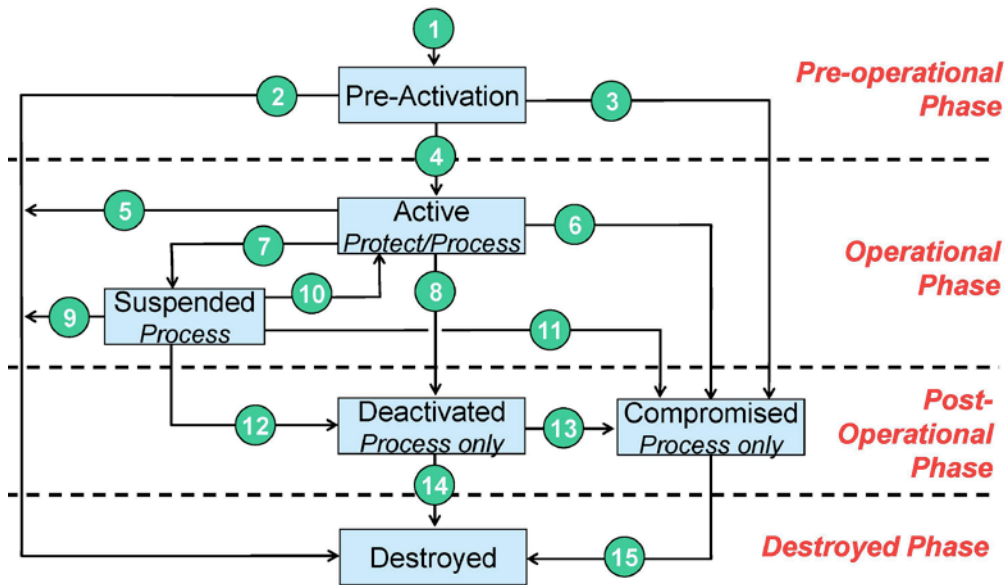 1
2
Pre-Activation
3
Pre-operational
Phase
4
5
Active
Protect/Process
6
7
8
Operational
Phase
Suspended
Process
9
10
11
12
Deactivated
Process only
13
Compromised
Process only
Post-
Operational
Phase
14
Destroyed
15
Destroyed Phase